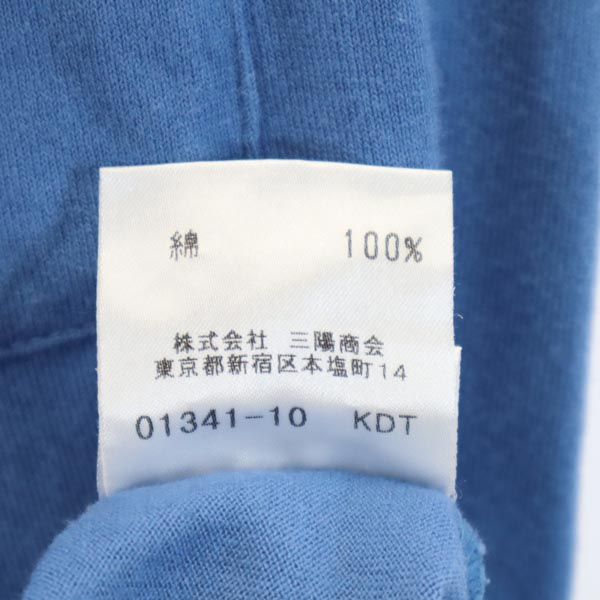 綿 100%
株式会社 三陽商会
東京都新宿区本塩町14
01341-10 KDT